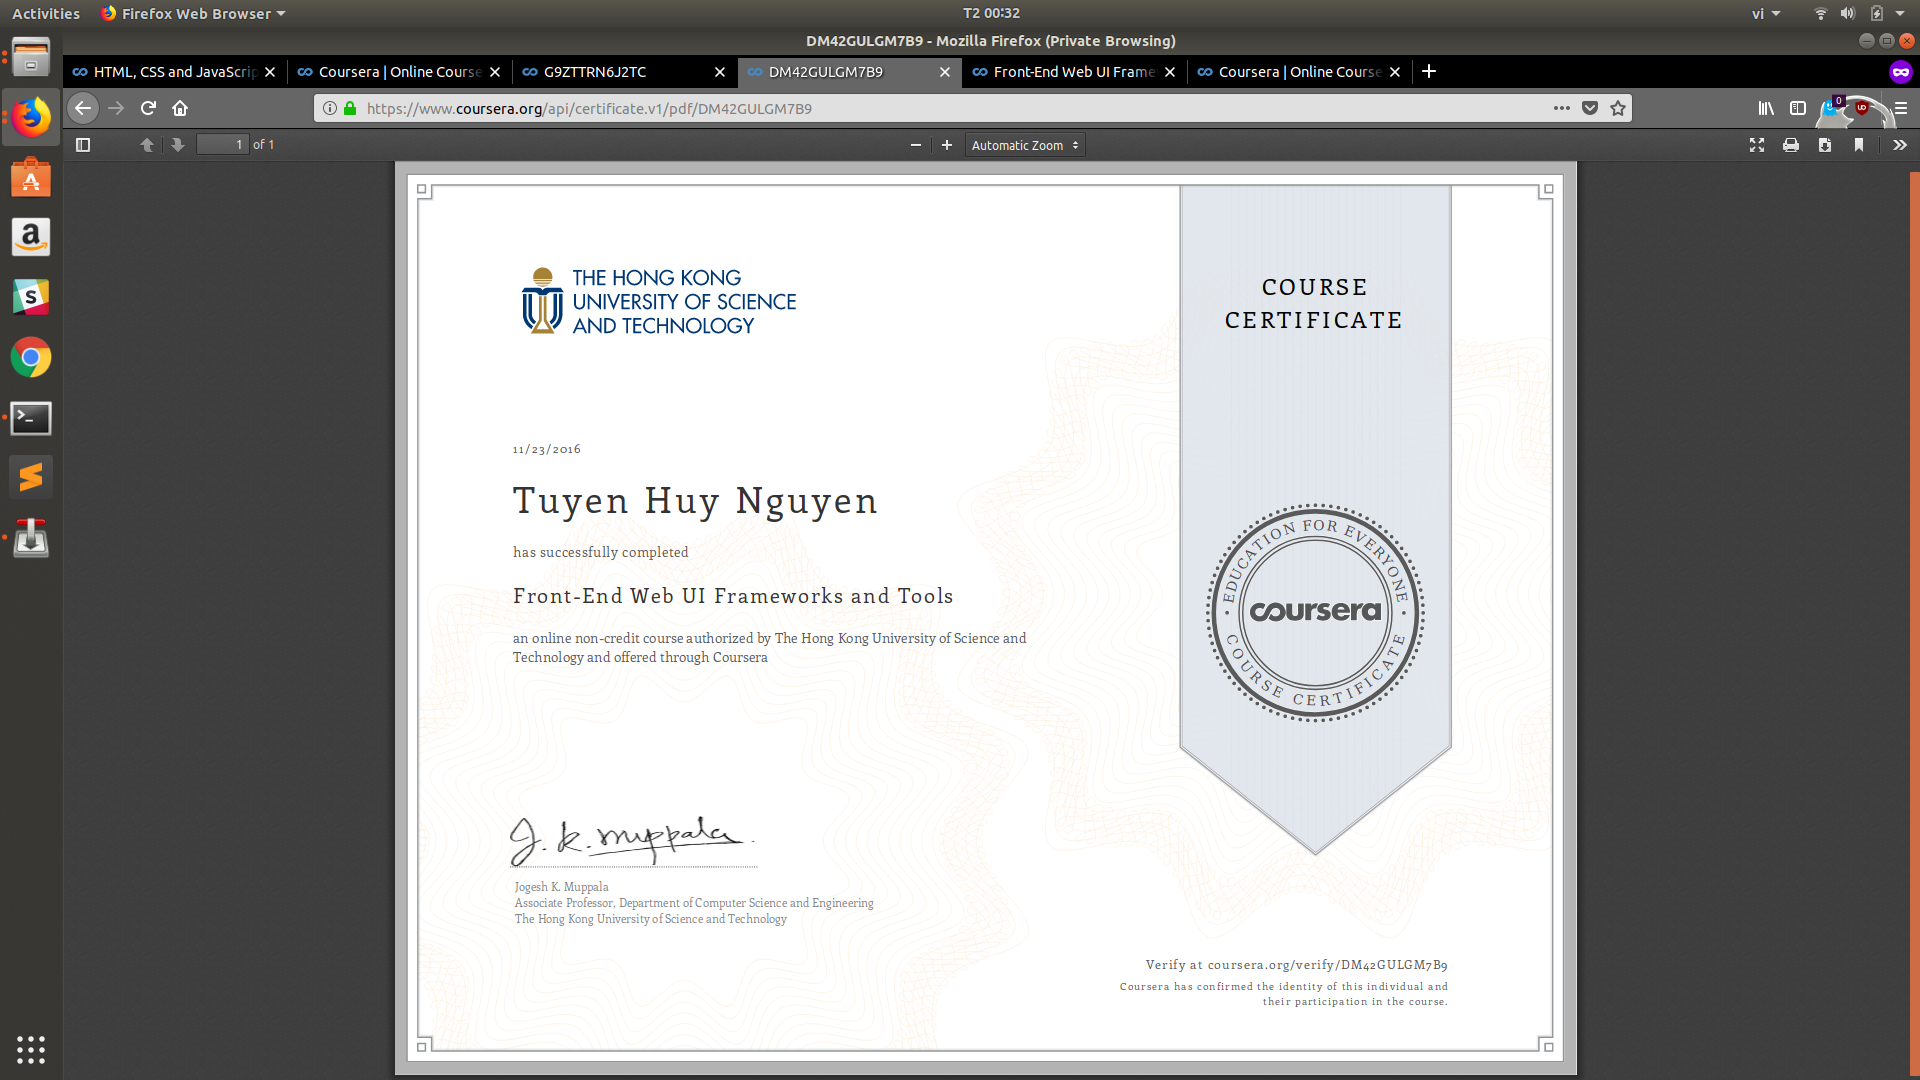 Activities
Firefox Web Browser
T2 00:32
vi
DM42GULGM7B9 - Mozilla Firefox (Private Browsing)
HTML, CSS and JavaScrip
Coursera | Online Course
G9ZTTRN6J2TC
DM42GULGM7B9
Front-End Web UI Frame
Coursera | Online Course
https://www.coursera.org/api/certificate.v1/pdf/DM42GULGM7B9
0
1 of 1
Automatic Zoom
THE HONG KONG
UNIVERSITY OF SCIENCE
AND TECHNOLOGY
COURSE
CERTIFICATE
11/23/2016
Tuyen Huy Nguyen
has successfully completed
Front-End Web UI Frameworks and Tools
an online non-credit course authorized by The Hong Kong University of Science and
Technology and offered through Coursera
EDUCATION FOR EVERYONE
coursera
COURSE CERTIFICATE
J. K. Muppala
Jogesh K. Muppala
Associate Professor, Department of Computer Science and Engineering
The Hong Kong University of Science and Technology
Verify at coursera.org/verify/DM42GULGM7B9
Coursera has confirmed the identity of this individual and
their participation in the course.